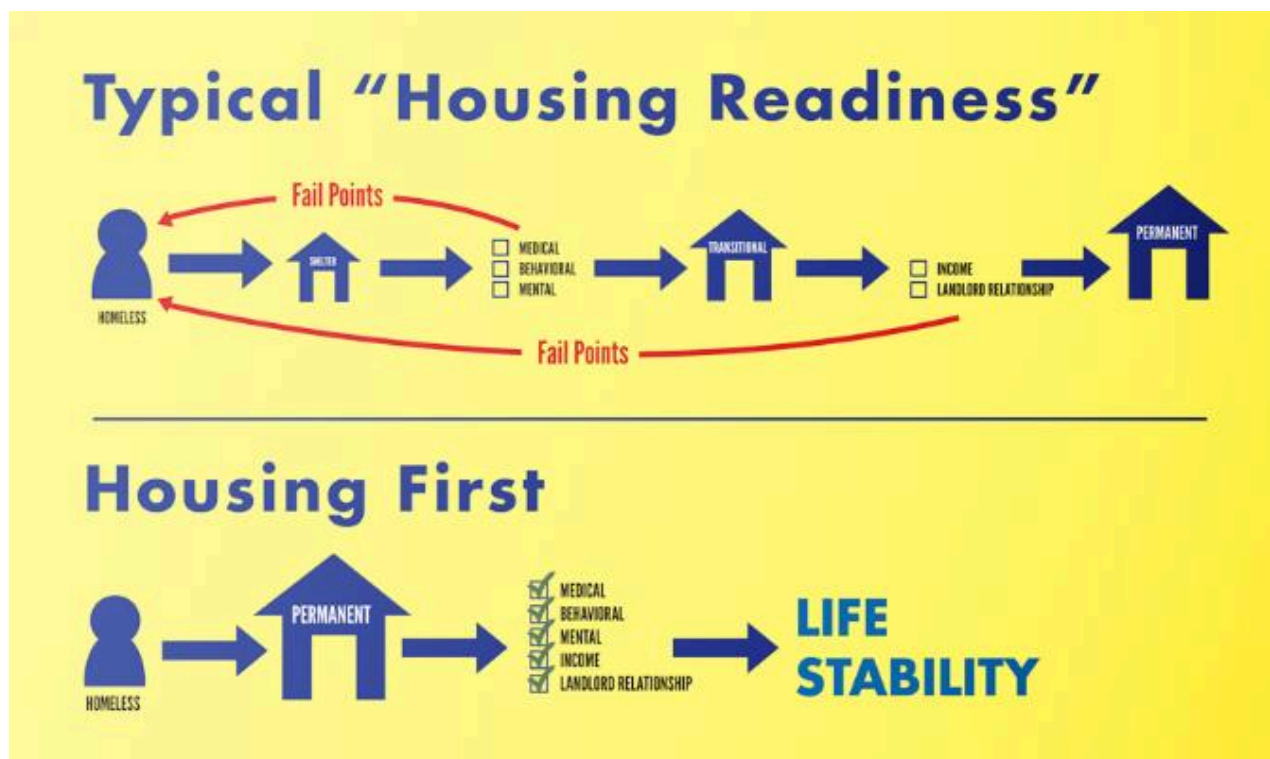 Typical “Housing Readiness”
Fail Points
HOMELESS
SHELTER
MEDICAL
BEHAVIORAL
MENTAL
TRANSITIONAL
INCOME
LANDLORD RELATIONSHIP
PERMANENT
Fail Points
Housing First
HOMELESS
PERMANENT
MEDICAL
BEHAVIORAL
MENTAL
INCOME
LANDLORD RELATIONSHIP
LIFE
STABILITY